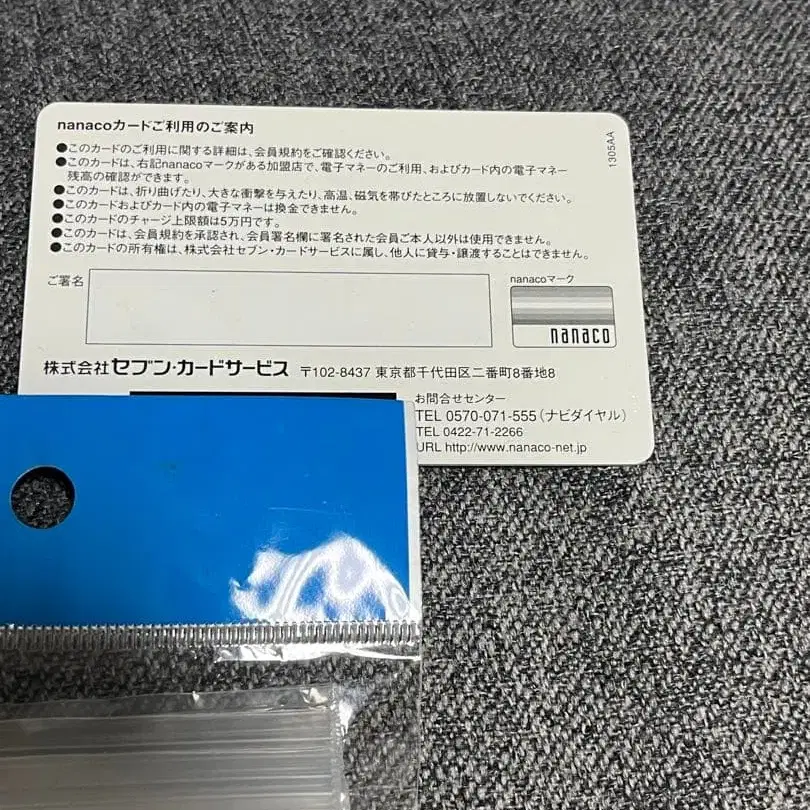 nanacoカードご利用のご案内
1305AA
●このカードのご利用に関する詳細は、会員規約をご確認ください。
●このカードは、右記nanacoマークがある加盟店で、電子マネーのご利用、およびカード内の電子マネー
残高の確認ができます。
●このカードは、折り曲げたり、大きな衝撃を与えたり、高温、磁気を帯びたところに放置しないでください。
●このカードおよびカード内の電子マネーは換金できません。
●このカードのチャージ上限額は5万円です。
●このカードは、会員規約を承認され、会員署名欄に署名された会員ご本人以外は使用できません。
●このカードの所有権は、株式会社セブン・カードサービスに属し、他人に貸与・譲渡することはできません。
ご署名
nanacoマーク
nanaco
株式会社セブン・カードサービス 〒102-8437 東京都千代田区二番町8番地8
お問合せセンター
TEL 0570-071-555(ナビダイヤル)
TEL 0422-71-2266
URL http://www.nanaco-net.jp